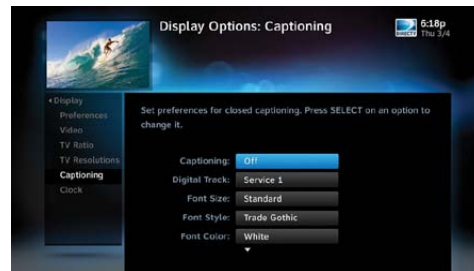 Display Options: Captioning
DIRECTV
6:18p
Thu 3/4
Display
Preferences
Video
TV Ratio
TV Resolutions
Captioning
Clock
Set preferences for closed captioning. Press SELECT on an option to
change it.
Captioning: Off
Digital Track: Service 1
Font Size: Standard
Font Style: Trade Gothic
Font Color: White